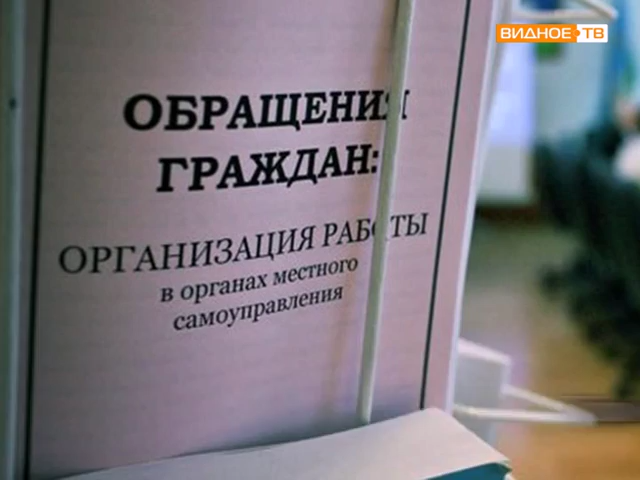 ВИДНОЕ ТВ
ОБРАЩЕНИЯ
ГРАЖДАН:
ОРГАНИЗАЦИЯ РАБОТЫ
в органах местного
самоуправления